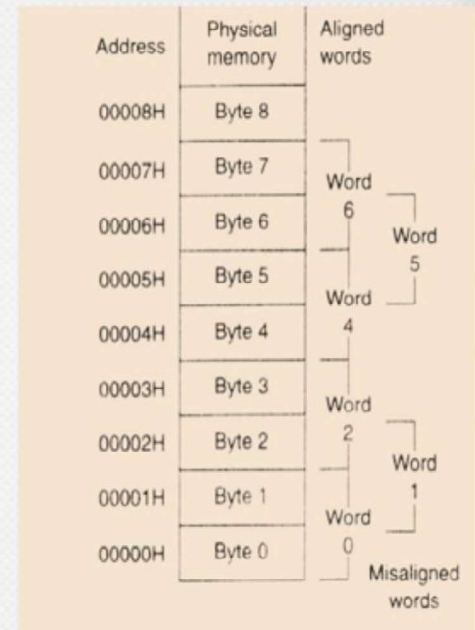 Address
Physical
memory
Aligned
words
00008H
Byte 8
00007H
Byte 7
Word
6
00006H
Byte 6
Word
5
00005H
Byte 5
Word
4
00004H
Byte 4
00003H
Byte 3
Word
2
00002H
Byte 2
Word
1
00001H
Byte 1
Word
0
00000H
Byte 0
Misaligned
words